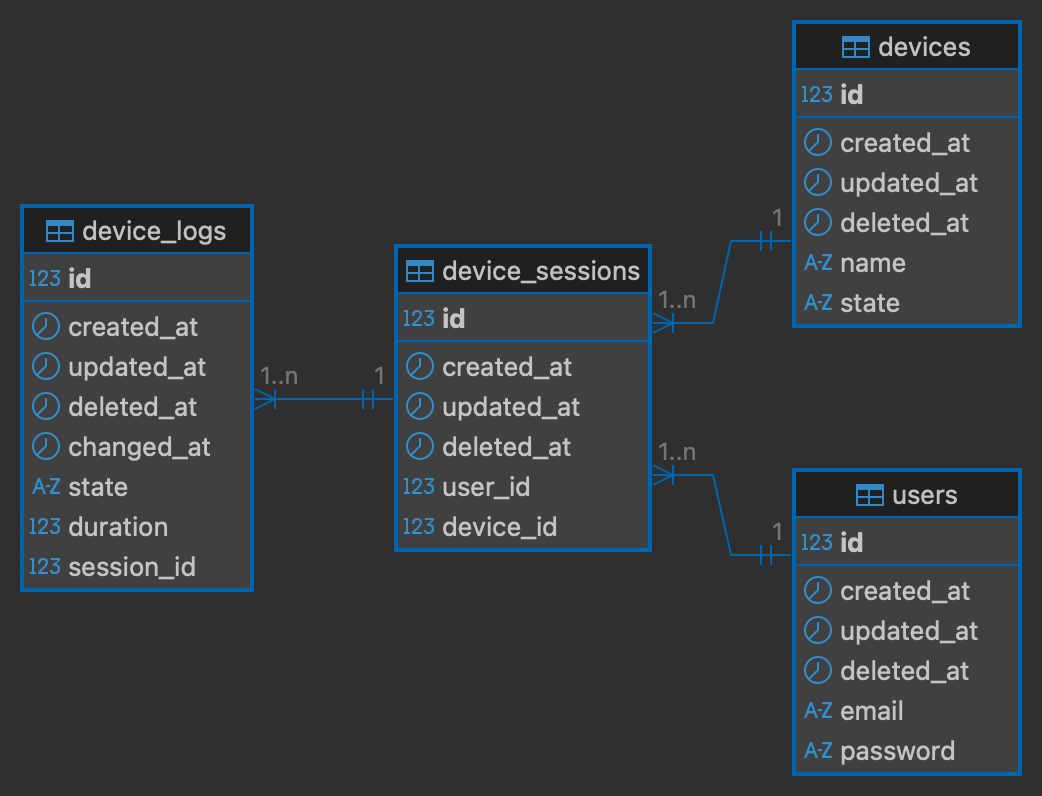 device_logs
123 id
created_at
updated_at
deleted_at
changed_at
A-Z state
123 duration
123 session_id
1..n
1
device_sessions
123 id
created_at
updated_at
deleted_at
123 user_id
123 device_id
1..n
1
1..n
1
devices
123 id
created_at
updated_at
deleted_at
A-Z name
A-Z state
users
123 id
created_at
updated_at
deleted_at
A-Z email
A-Z password